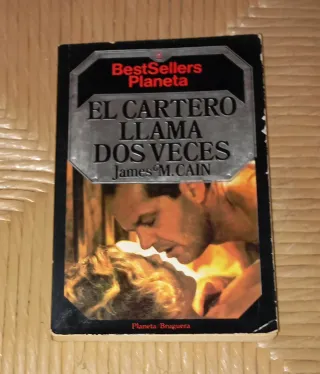 BestSellers
Planeta
EL CARTERO
LLAMA
DOS VECES
James M. CAIN
Planeta/Bruguera